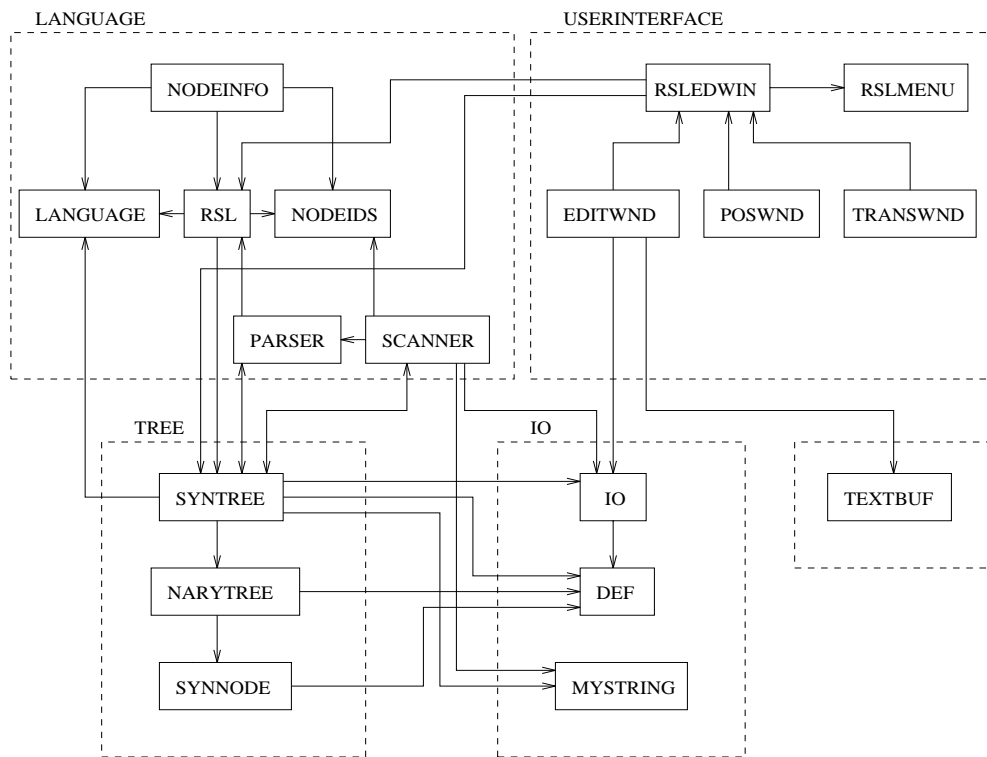 LANGUAGE
USERINTERFACE
NODEINFO
RSLEDWIN
RSLMENU
LANGUAGE
RSL
NODEIDS
EDITWND
POSWND
TRANSWND
PARSER
SCANNER
TREE
IO
SYNTREE
IO
TEXTBUF
NARYTREE
DEF
SYNNODE
MYSTRING